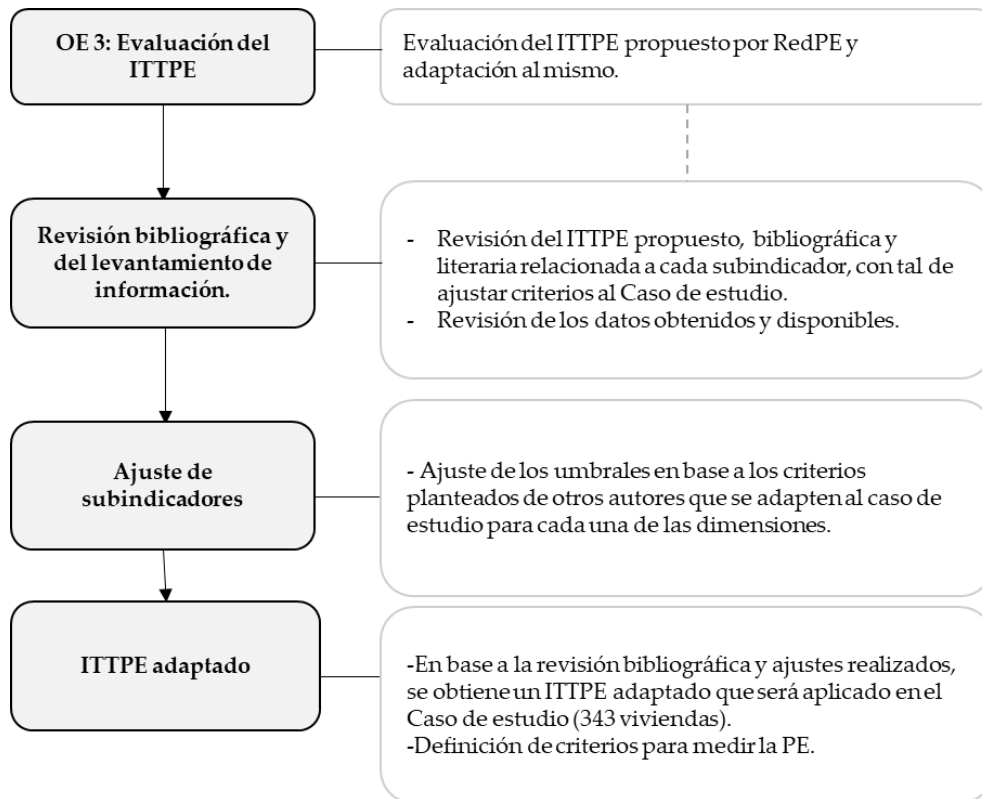 OE 3: Evaluación del
ITTPE
Evaluación del ITTPE propuesto por RedPE y
adaptación al mismo.
Revisión bibliográfica y
del levantamiento de
información.
- Revisión del ITTPE propuesto, bibliográfica y
literaria relacionada a cada subindicador, con tal de
ajustar criterios al Caso de estudio.
- Revisión de los datos obtenidos y disponibles.
Ajuste de
subindicadores
- Ajuste de los umbrales en base a los criterios
planteados de otros autores que se adapten al caso de
estudio para cada una de las dimensiones.
ITTPE adaptado
-En base a la revisión bibliográfica y ajustes realizados,
se obtiene un ITTPE adaptado que será aplicado en el
Caso de estudio (343 viviendas).
-Definición de criterios para medir la PE.